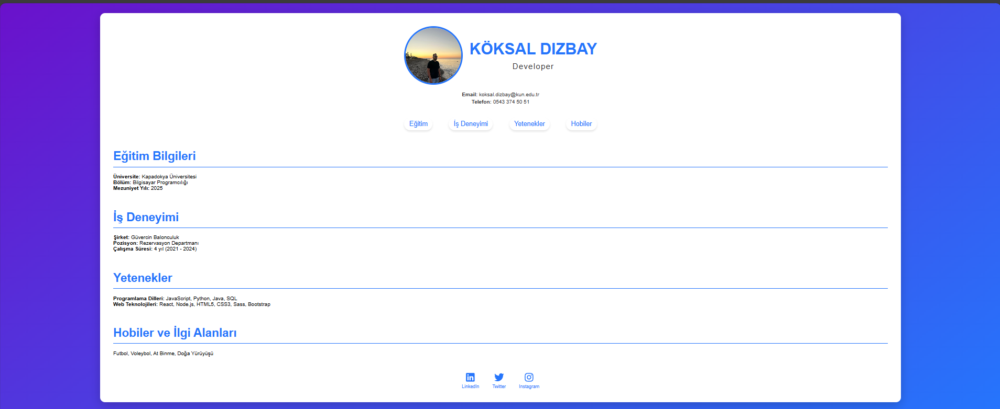 KÖKSAL DIZBAY
Developer
Email: koksal.dizbay@kun.edu.tr
Telefon: 0543 374 50 51
Eğitim
İş Deneyimi
Yetenekler
Hobiler
Eğitim Bilgileri
Üniversite: Kapadokya Üniversitesi
Bölüm: Bilgisayar Programcılığı
Mezuniyet Yılı: 2025
İş Deneyimi
Şirket: Güvercin Balonculuk
Pozisyon: Rezervasyon Departmanı
Çalışma Süresi: 4 yıl (2021 - 2024)
Yetenekler
Programlama Dilleri: JavaScript, Python, Java, SQL
Web Teknolojileri: React, Node.js, HTML5, CSS3, Sass, Bootstrap
Hobiler ve İlgi Alanları
Futbol, Voleybol, At Binme, Doğa Yürüyüşü
LinkedIn
Twitter
Instagram